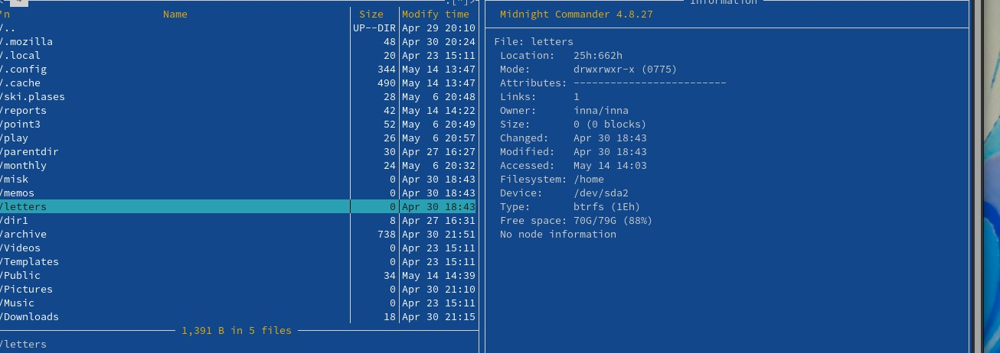 ~
.[^]>
Information
'n Name Size Modify time
/.. UP--DIR Apr 29 20:10
/.mozilla 48 Apr 30 20:24
/.local 20 Apr 23 15:11
/.config 344 May 14 13:47
/.cache 490 May 14 13:47
/ski.plases 28 May 6 20:48
/reports 42 May 14 14:22
/point3 52 May 6 20:49
/play 26 May 6 20:57
/parentdir 30 Apr 27 16:27
/monthly 24 May 6 20:32
/misk 0 Apr 30 18:43
/memos 0 Apr 30 18:43
/letters 0 Apr 30 18:43
/dir1 8 Apr 27 16:31
/archive 738 Apr 30 21:51
/Videos 0 Apr 23 15:11
/Templates 0 Apr 23 15:11
/Public 34 May 14 14:39
/Pictures 0 Apr 30 21:10
/Music 0 Apr 23 15:11
/Downloads 18 Apr 30 21:15
1,391 B in 5 files
/letters
Midnight Commander 4.8.27
File: letters
Location: 25h:662h
Mode: drwxrwxr-x (0775)
Attributes: -------------------------
Links: 1
Owner: inna/inna
Size: 0 (0 blocks)
Changed: Apr 30 18:43
Modified: Apr 30 18:43
Accessed: May 14 14:03
Filesystem: /home
Device: /dev/sda2
Type: btrfs (1Eh)
Free space: 70G/79G (88%)
No node information